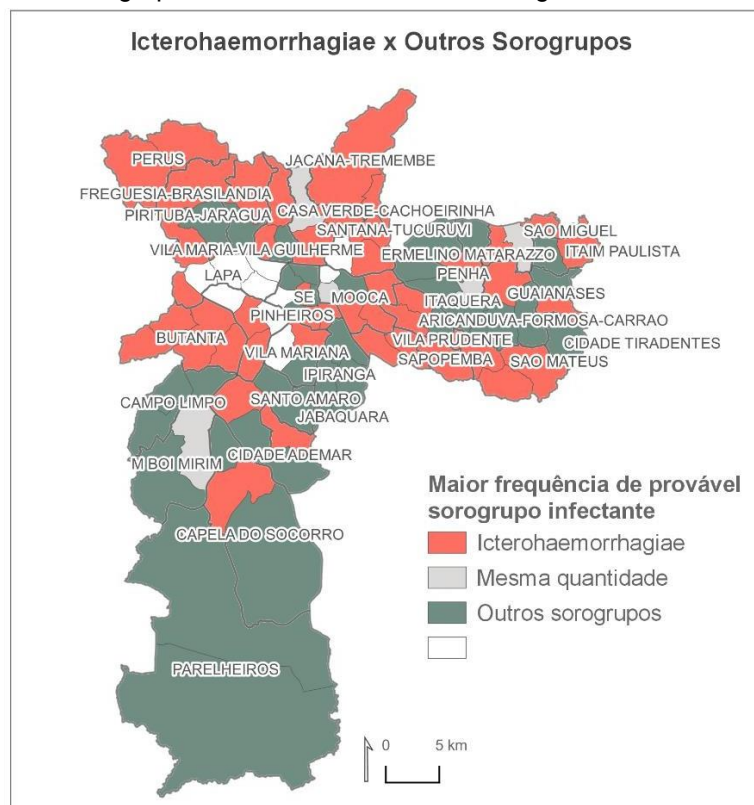 Icterohaemorrhagiae x Outros Sorogrupos
PERUS
JACANA-TREMEMBE
FREGUESIA-BRASILANDIA
PIRITUBA-JARAGUA
CASA VERDE-CACHOEIRINHA
SANTANA-TUCURUVI
SAO MIGUEL
VILA MARIA-VILA GUILHERME
ERMELINO MATARAZZO
ITAIM PAULISTA
LAPA
PENHA
SE
MOOCA
ITAQUERA
GUAIANASES
PINHEIROS
ARICANDUVA-FORMOSA-CARRAO
BUTANTA
VILA PRUDENTE
CIDADE TIRADENTES
VILA MARIANA
SAPOPEMBA
SAO MATEUS
IPIRANGA
CAMPO LIMPO
SANTO AMARO
JABAQUARA
M BOI MIRIM
CIDADE ADEMAR
CAPELA DO SOCORRO
PARELHEIROS
Maior frequência de provável
sorogrupo infectante
Icterohaemorrhagiae
Mesma quantidade
Outros sorogrupos
0 5 km